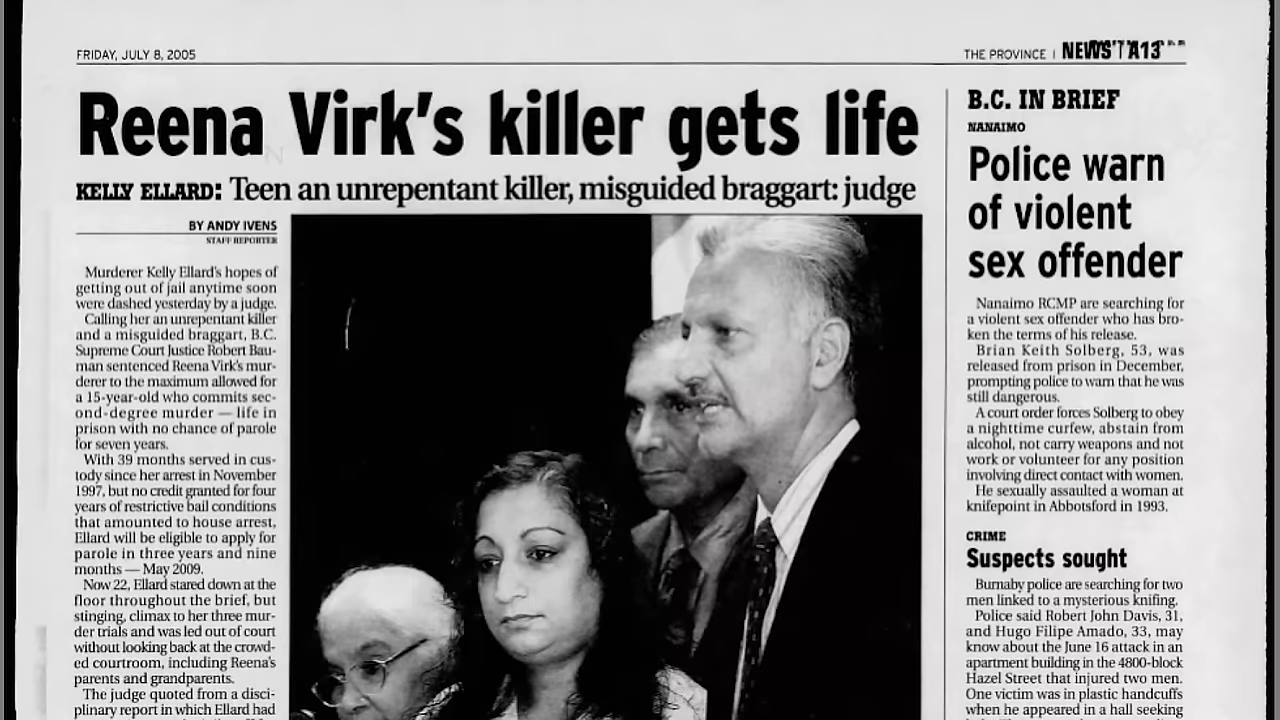 FRIDAY, JULY 8, 2005
THE PROVINCE | NEWS A13
Reena Virk's killer gets life
KELLY ELLARD: Teen an unrepentant killer, misguided braggart: judge
BY ANDY IVENS
STAFF REPORTER
Murderer Kelly Ellard's hopes of
getting out of jail anytime soon
were dashed yesterday by a judge.
Calling her an unrepentant killer
and a misguided braggart, B.C.
Supreme Court Justice Robert Bau-
man sentenced Reena Virk's mur-
derer to the maximum allowed for
a 15-year-old who commits sec-
ond-degree murder — life in
prison with no chance of parole
for seven years.
With 39 months served in cus-
tody since her arrest in November
1997, but no credit granted for four
years of restrictive bail conditions
that amounted to house arrest,
Ellard will be eligible to apply for
parole in three years and nine
months — May 2009.
Now 22, Ellard stared down at the
floor throughout the brief, but
stinging, climax to her three mur-
der trials and was led out of court
without looking back at the crowd-
ed courtroom, including Reena's
parents and grandparents.
The judge quoted from a disci-
plinary report in which Ellard had
B.C. IN BRIEF
NANAIMO
Police warn
of violent
sex offender
Nanaimo RCMP are searching for
a violent sex offender who has bro-
ken the terms of his release.
Brian Keith Solberg, 53, was
released from prison in December,
prompting police to warn that he was
still dangerous.
A court order forces Solberg to obey
a nighttime curfew, abstain from
alcohol, not carry weapons and not
work or volunteer for any position
involving direct contact with women.
He sexually assaulted a woman at
knifepoint in Abbotsford in 1993.
CRIME
Suspects sought
Burnaby police are searching for two
men linked to a mysterious knifing.
Police said Robert John Davis, 31,
and Hugo Filipe Amado, 33, may
know about the June 16 attack in an
apartment building in the 4800-block
Hazel Street that injured two men.
One victim was in plastic handcuffs
when he appeared in a hall seeking